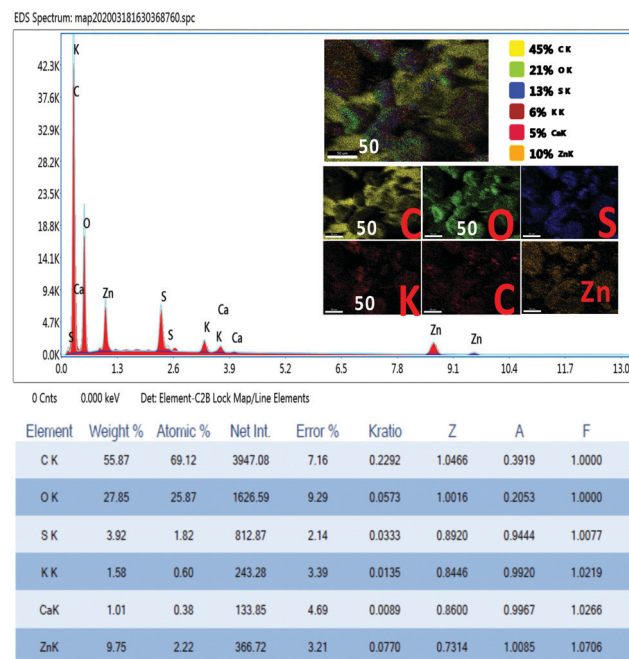 EDS Spectrum: map202003181630368760.spc
K
42.3K
37.6K
C
32.9K
28.2K
23.5K
18.8K
O
14.1K
9.4K
Ca
Zn
S
4.7K
K
Ca
S
S
K
Ca
Zn
Zn
0.0K
0.0
1.3
2.6
3.9
5.2
6.5
7.8
9.1
10.4
11.7
13.0
50
45% C K
21% O K
13% S K
6% K K
5% CaK
10% ZnK
50
C
50
O
S
50
K
C
Zn
0 Cnts 0.000 keV Det: Element-C2B Lock Map/Line Elements
Element Weight % Atomic % Net Int. Error % Kratio Z A F
C K 55.87 69.12 3947.08 7.16 0.2292 1.0466 0.3919 1.0000
O K 27.85 25.87 1626.59 9.29 0.0573 1.0016 0.2053 1.0000
S K 3.92 1.82 812.87 2.14 0.0333 0.8920 0.9444 1.0077
K K 1.58 0.60 243.28 3.39 0.0135 0.8446 0.9920 1.0219
CaK 1.01 0.38 133.85 4.69 0.0089 0.8600 0.9967 1.0266
ZnK 9.75 2.22 366.72 3.21 0.0770 0.7314 1.0085 1.0706